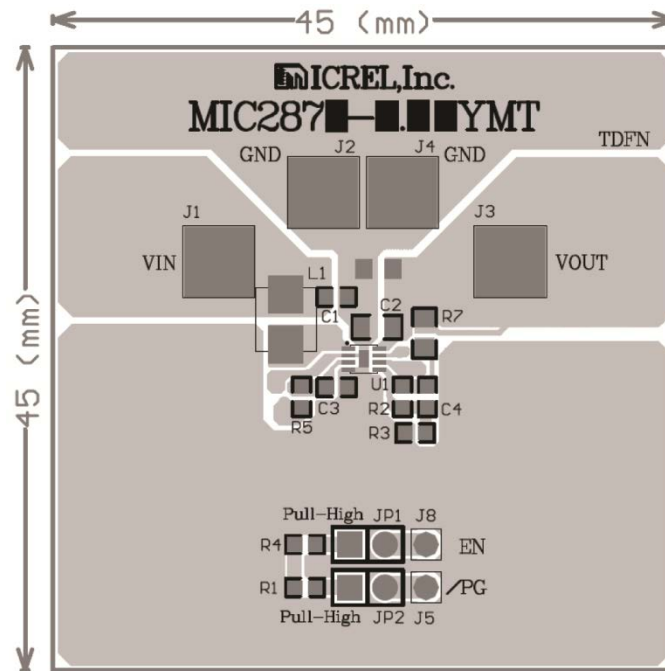 45 (mm)
MICREL,Inc.
MIC287█-█.██YMT
TDFN
GND J2 J4 GND
J1 J3
VIN VOUT
L1
C1 C2 R7
U1
C3 R2 C4
R5 R3
45 (mm)
Pull-High JP1 J8
R4 EN
R1 /PG
Pull-High JP2 J5